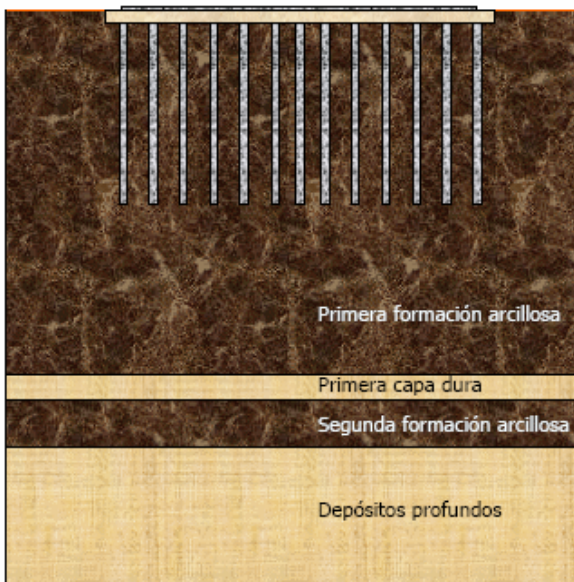 Primera formación arcillosa
Primera capa dura
Segunda formación arcillosa
Depósitos profundos